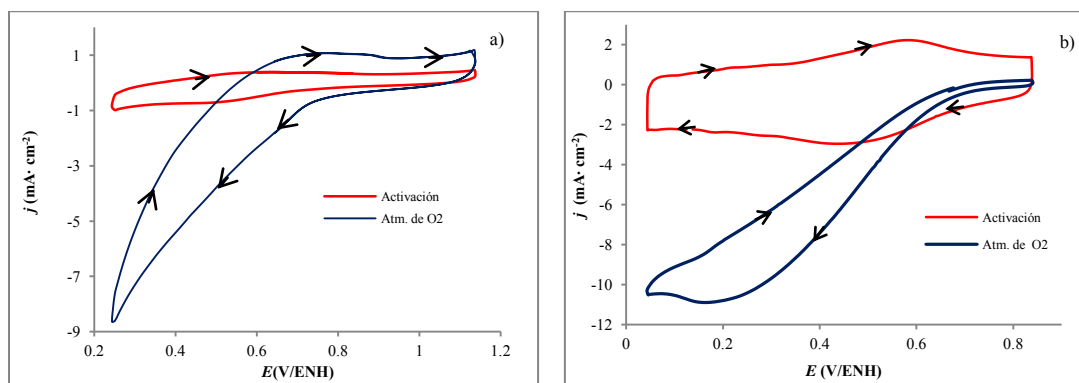 a)
1
-1
-3
-5
-7
-9
j (mA· cm-2)
Activación
Atm. de O2
0.2 0.4 0.6 0.8 1 1.2
E(V/ENH)
b)
2
0
-2
-4
-6
-8
-10
-12
j (mA· cm-2)
Activación
Atm. de O2
0 0.2 0.4 0.6 0.8 1
E (V/ENH)